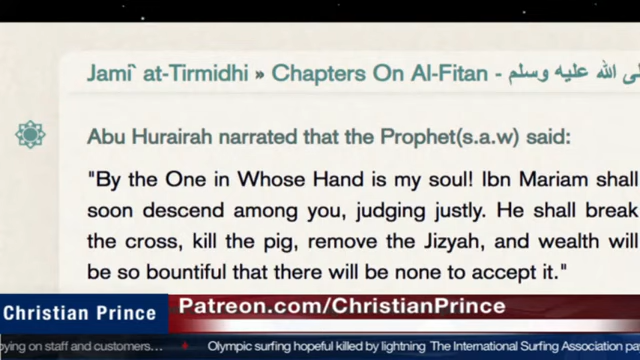 Jami` at-Tirmidhi » Chapters On Al-Fitan - لى الله عليه وسلم
Abu Hurairah narrated that the Prophet(s.a.w) said:
"By the One in Whose Hand is my soul! Ibn Mariam shall
soon descend among you, judging justly. He shall break
the cross, kill the pig, remove the Jizyah, and wealth will
be so bountiful that there will be none to accept it."
Christian Prince
Patreon.com/ChristianPrince
on staff and customers... Olympic surfing hopeful killed by lightning The International Surfing Association